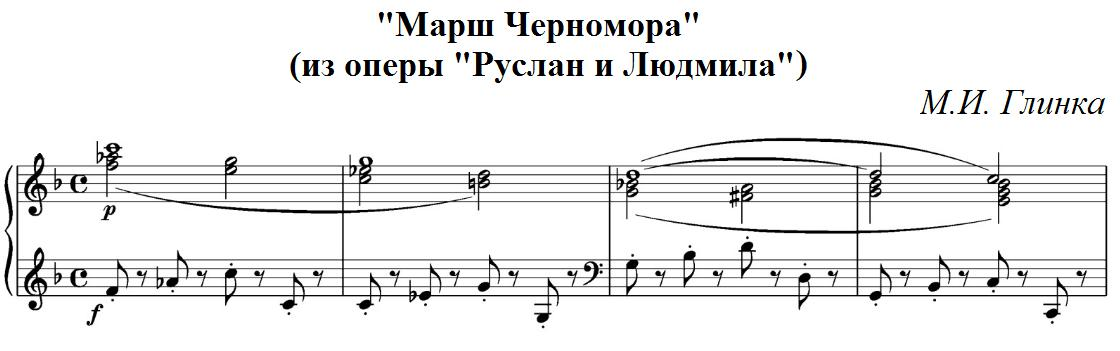 "Марш Черномора"
(из оперы "Руслан и Людмила")
М.И. Глинка
p
f